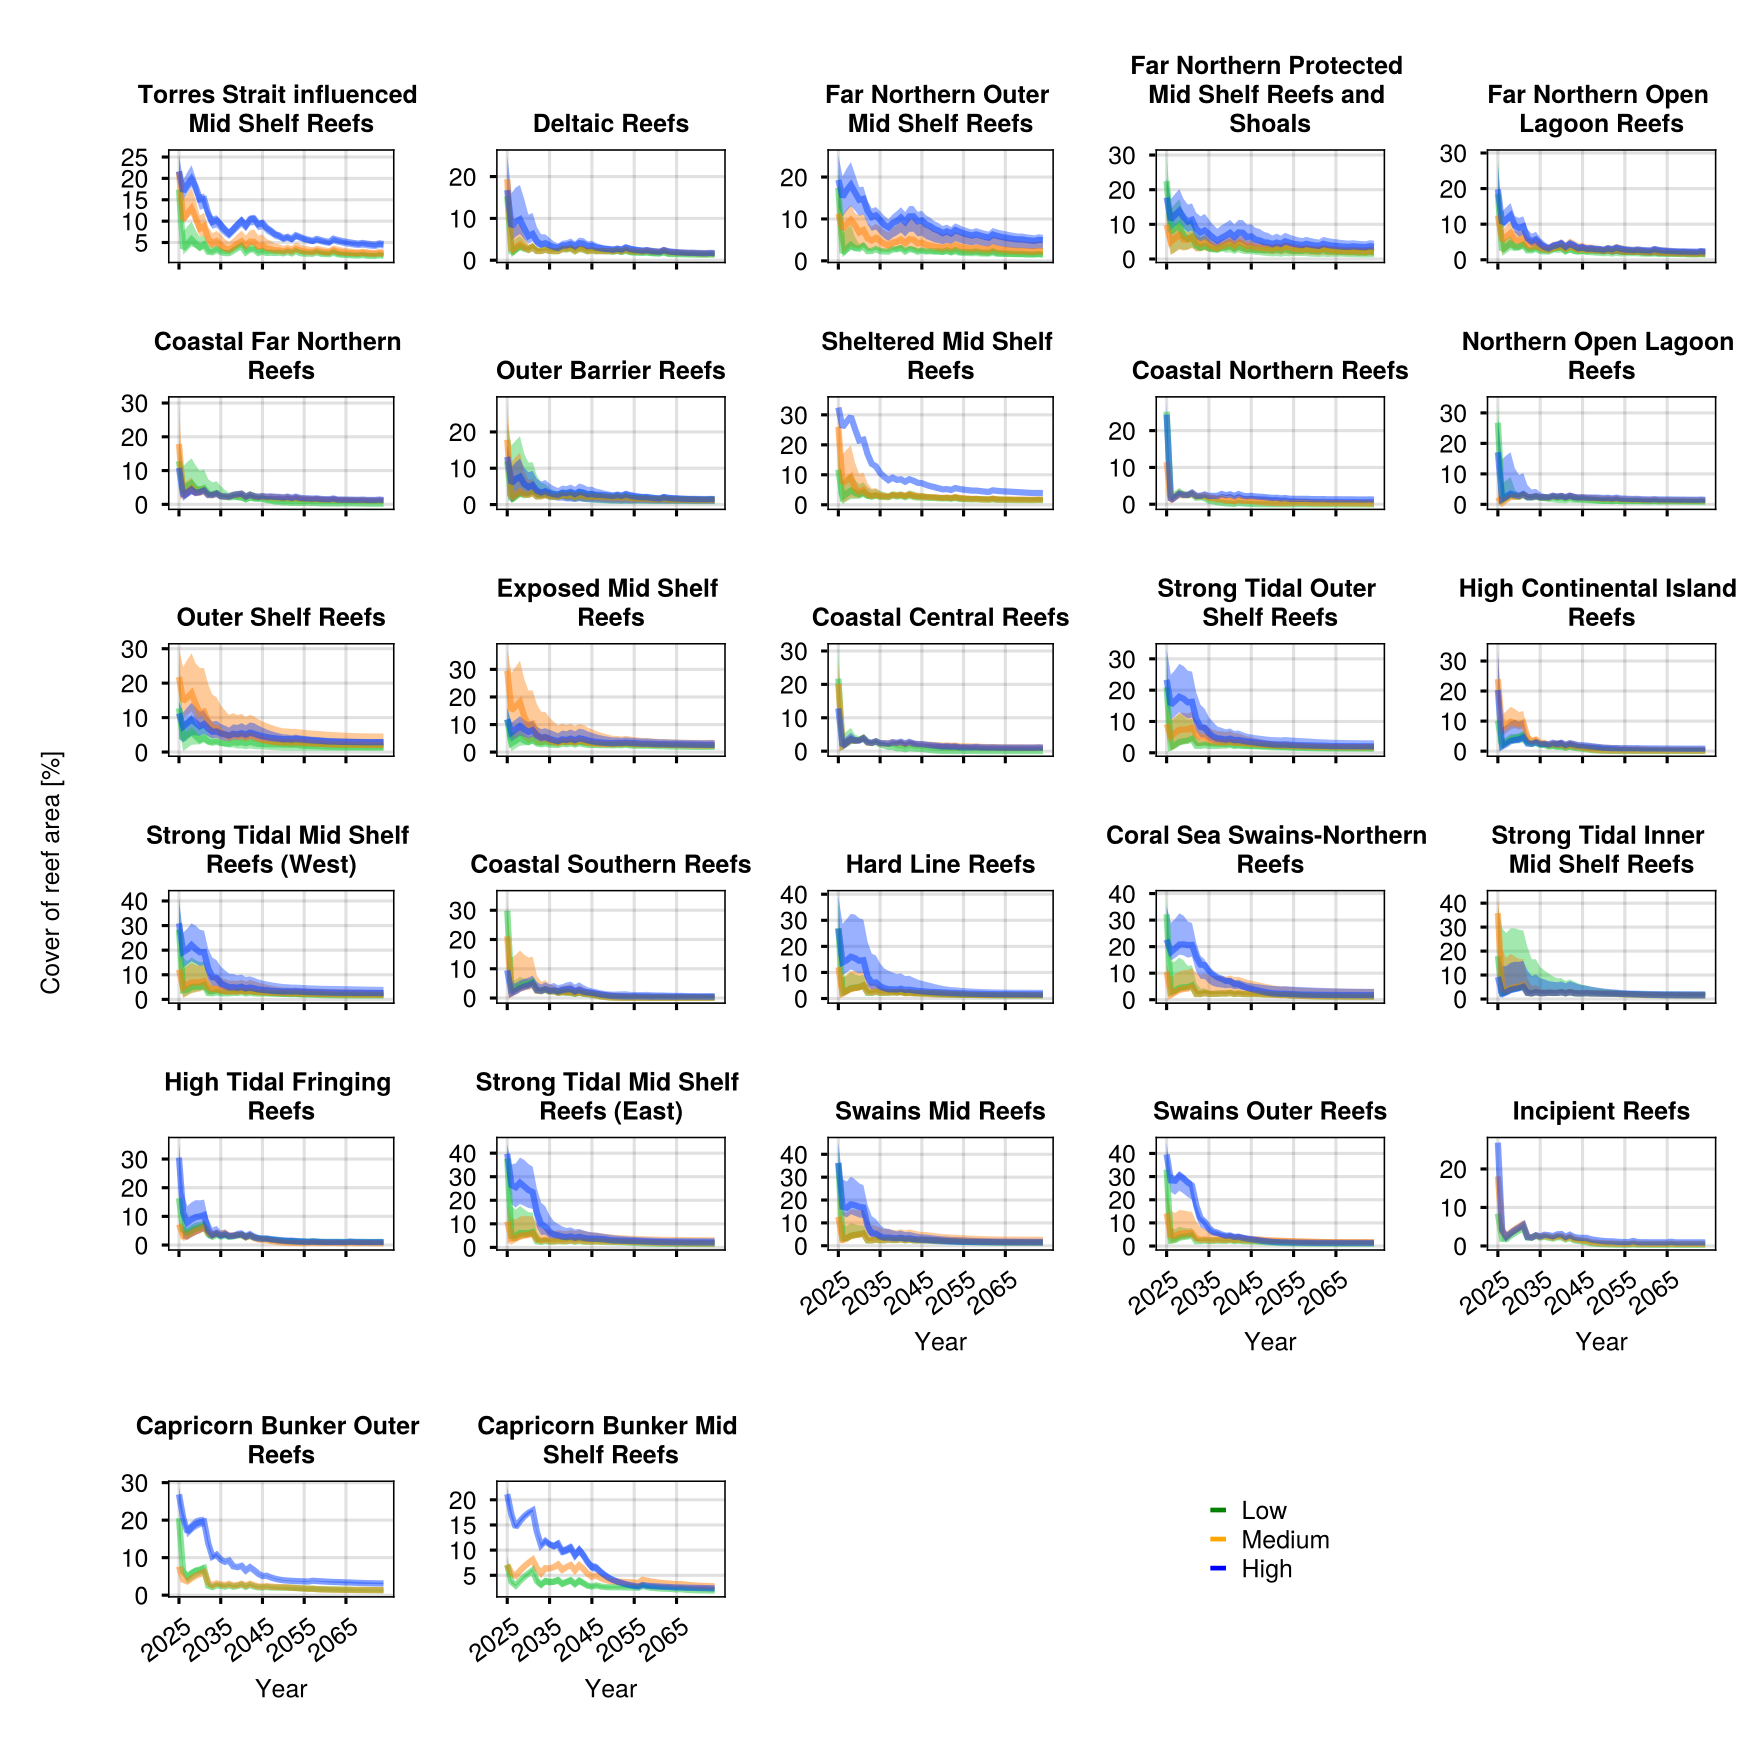 Far Northern Protected
Torres Strait influenced
Far Northern Outer
Mid Shelf Reefs and
Far Northern Open
Mid Shelf Reefs
Deltaic Reefs
Mid Shelf Reefs
Shoals
Lagoon Reefs
25
20
15
10
5
20
10
0
20
10
0
30
20
10
0
30
20
10
0
Coastal Far Northern
Reefs
Outer Barrier Reefs
Sheltered Mid Shelf
Reefs
Coastal Northern Reefs
Northern Open Lagoon
Reefs
30
20
10
0
20
10
0
30
20
10
0
20
10
0
30
20
10
0
Outer Shelf Reefs
Exposed Mid Shelf
Reefs
Coastal Central Reefs
Strong Tidal Outer
Shelf Reefs
High Continental Island
Reefs
30
20
10
0
30
20
10
0
30
20
10
0
30
20
10
0
30
20
10
0
Cover of reef area [%]
Strong Tidal Mid Shelf
Reefs (West)
Coastal Southern Reefs
Hard Line Reefs
Coral Sea Swains-Northern
Reefs
Strong Tidal Inner
Mid Shelf Reefs
40
30
20
10
0
30
20
10
0
40
30
20
10
0
40
30
20
10
0
40
30
20
10
0
High Tidal Fringing
Reefs
Strong Tidal Mid Shelf
Reefs (East)
Swains Mid Reefs
Swains Outer Reefs
Incipient Reefs
30
20
10
0
40
30
20
10
0
40
30
20
10
0
2025 2035 2045 2055 2065
Year
40
30
20
10
0
2025 2035 2045 2055 2065
Year
20
10
0
2025 2035 2045 2055 2065
Year
Capricorn Bunker Outer
Reefs
Capricorn Bunker Mid
Shelf Reefs
30
20
10
0
2025 2035 2045 2055 2065
Year
20
15
10
5
2025 2035 2045 2055 2065
Year
Low
Medium
High